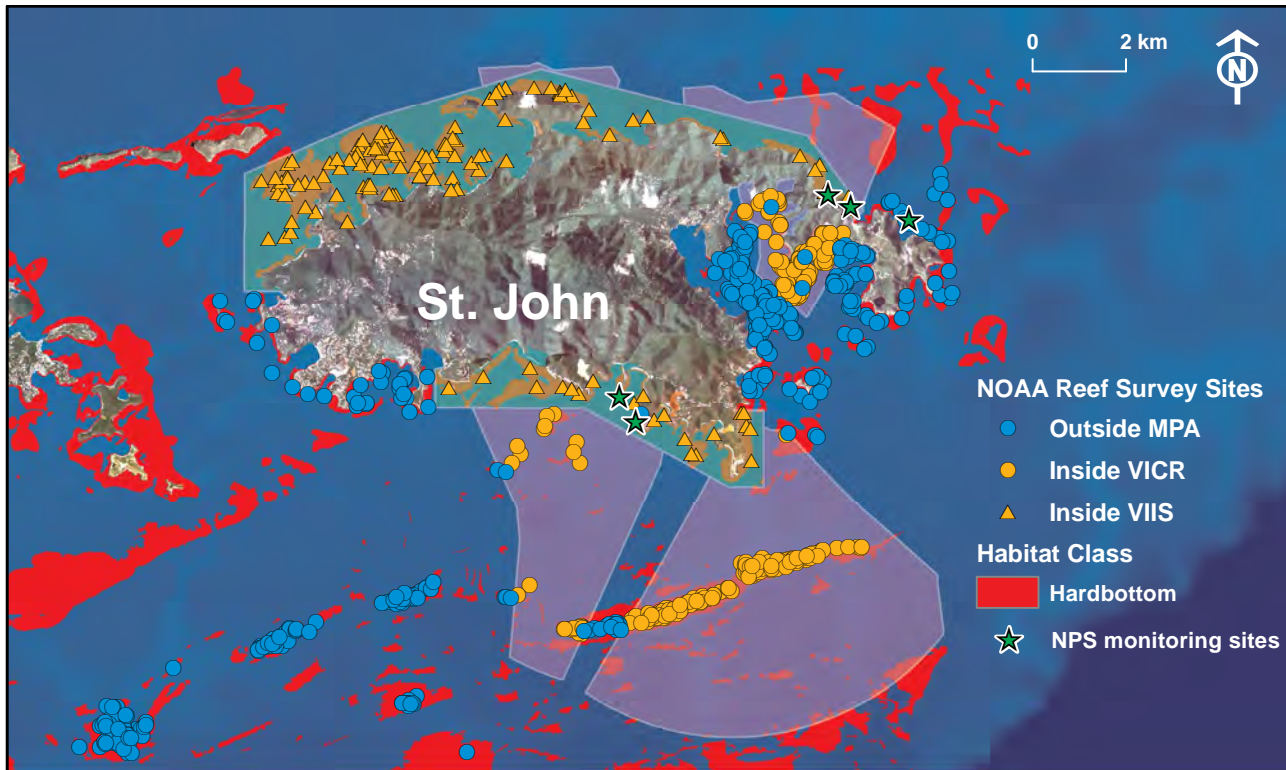 0 2 km
N
St. John
NOAA Reef Survey Sites
Outside MPA
Inside VICR
Inside VIIS
Habitat Class
Hardbottom
NPS monitoring sites